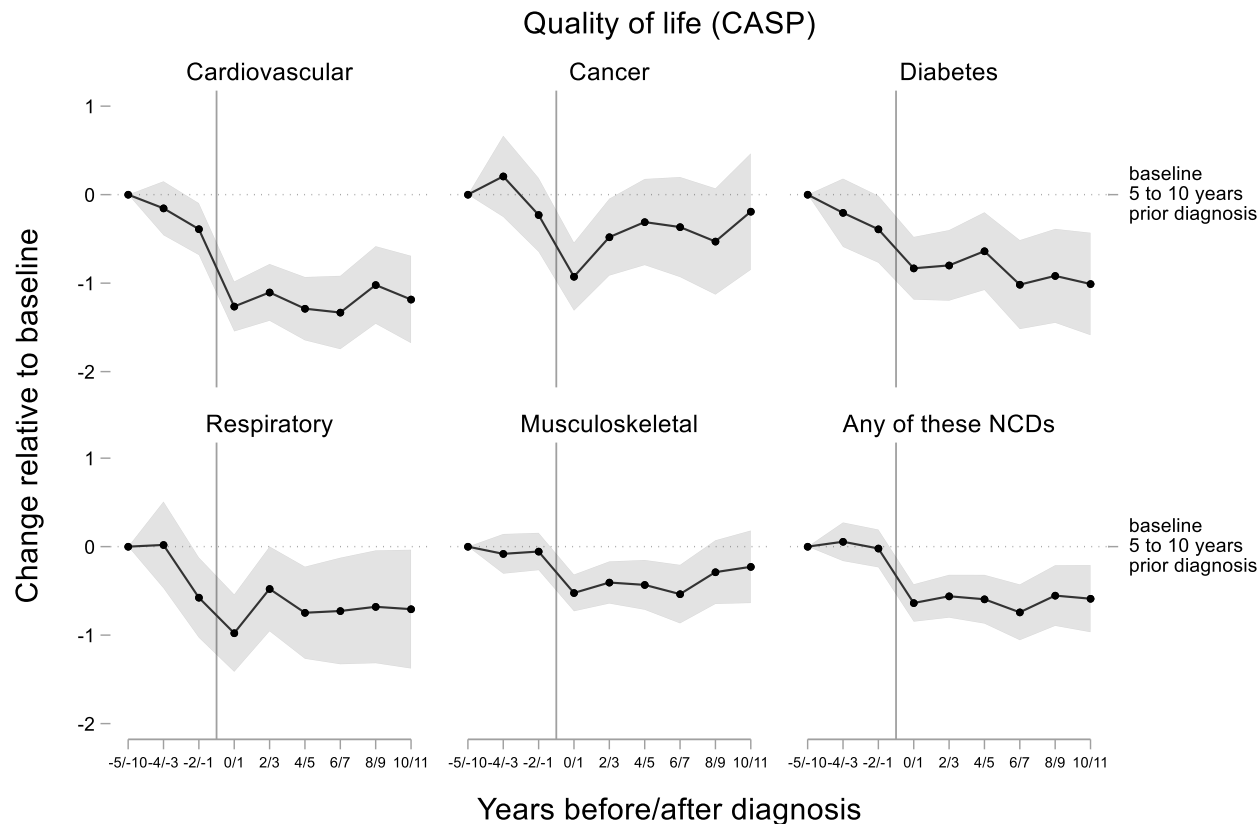 Quality of life (CASP)
Cardiovascular
Cancer
Diabetes
1
0
-1
-2
baseline
5 to 10 years
prior diagnosis
Change relative to baseline
Respiratory
Musculoskeletal
Any of these NCDs
1
0
-1
-2
baseline
5 to 10 years
prior diagnosis
-5/-10 -4/-3 -2/-1 0/1 2/3 4/5 6/7 8/9 10/11
-5/-10 -4/-3 -2/-1 0/1 2/3 4/5 6/7 8/9 10/11
-5/-10 -4/-3 -2/-1 0/1 2/3 4/5 6/7 8/9 10/11
Years before/after diagnosis